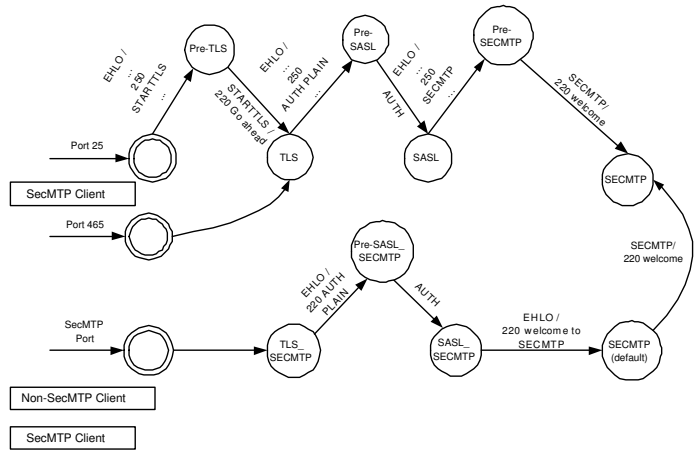 EHLO /
...
250
STARTTLS
...
Pre-TLS
STARTTLS /
220 Go ahead
EHLO /
...
250
AUTH PLAIN
...
Pre-
SASL
EHLO /
...
250
SECMTP
...
AUTH
Pre-
SECMTP
SECMTP/
220 welcome
Port 25
TLS
SASL
SECMTP
SecMTP Client
Port 465
Pre-SASL_
SECMTP
SECMTP/
220 welcome
EHLO /
220 AUTH
PLAIN
AUTH
SecMTP
Port
TLS_
SECMTP
SASL_
SECMTP
EHLO /
220 welcome to
SECMTP
SECMTP
(default)
Non-SecMTP Client
SecMTP Client